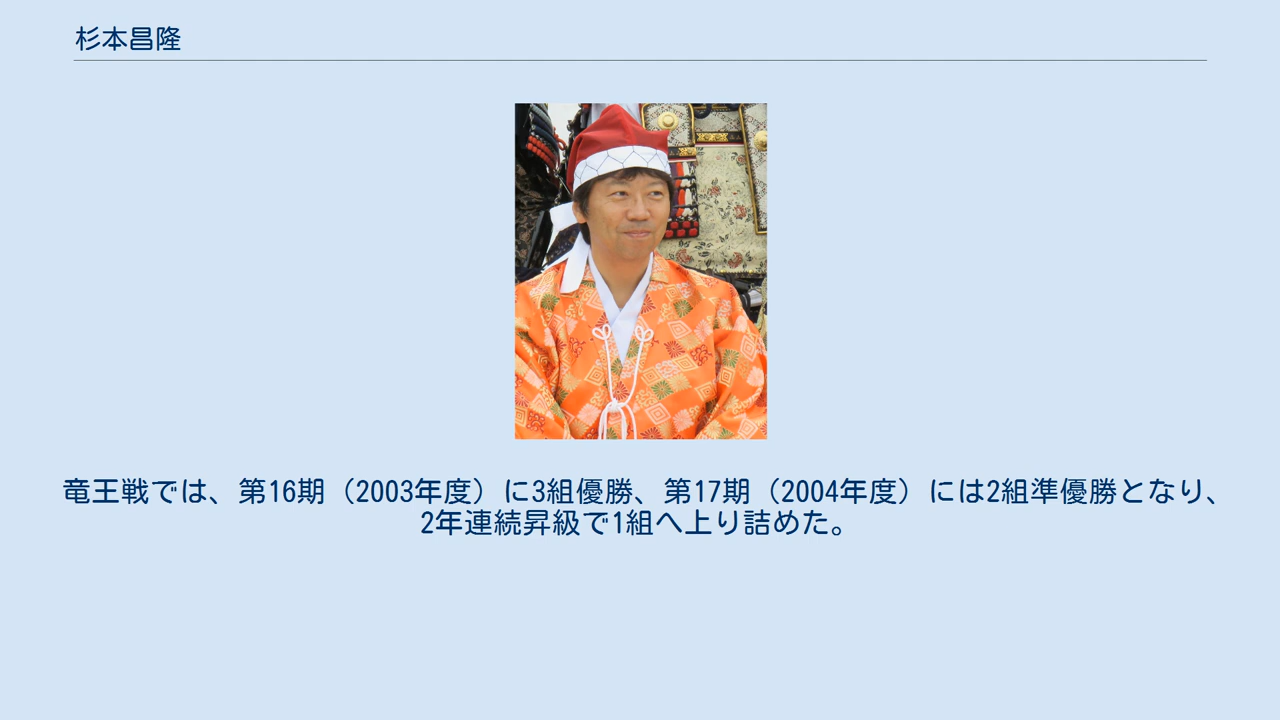 杉本昌隆
竜王戦では、第16期（2003年度）に3組優勝、第17期（2004年度）には2組準優勝となり、
2年連続昇級で1組へ上り詰めた。